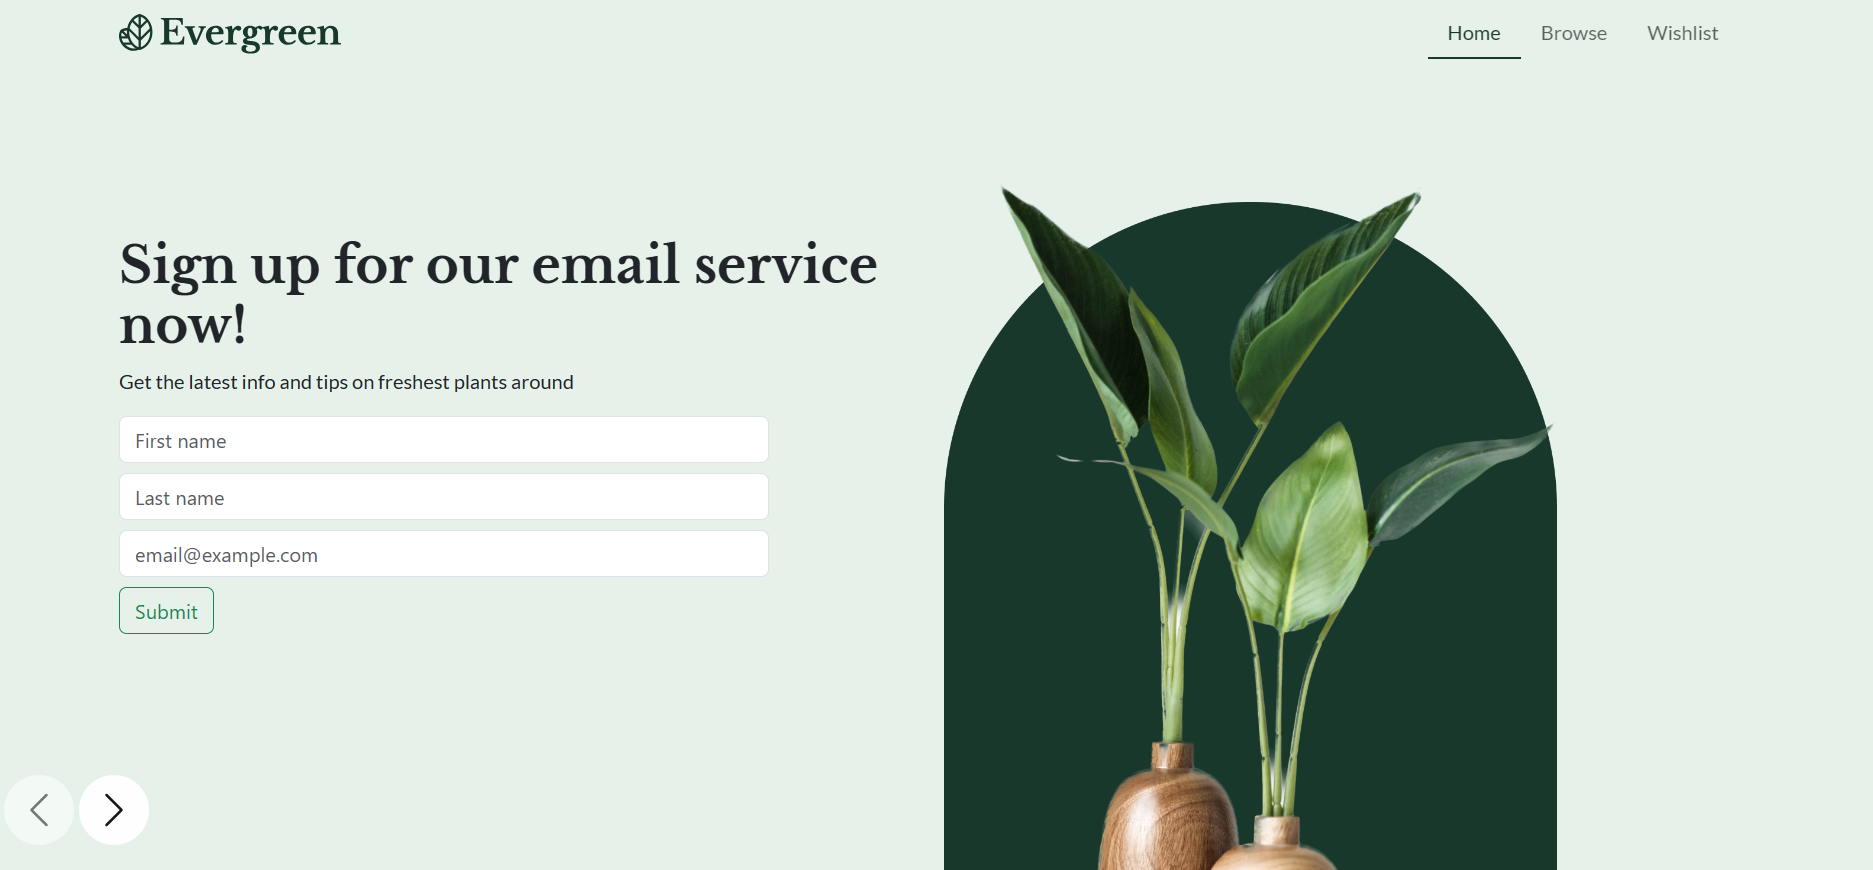 Evergreen
Home Browse Wishlist
Sign up for our email service
now!
Get the latest info and tips on freshest plants around
First name
Last name
email@example.com
Submit